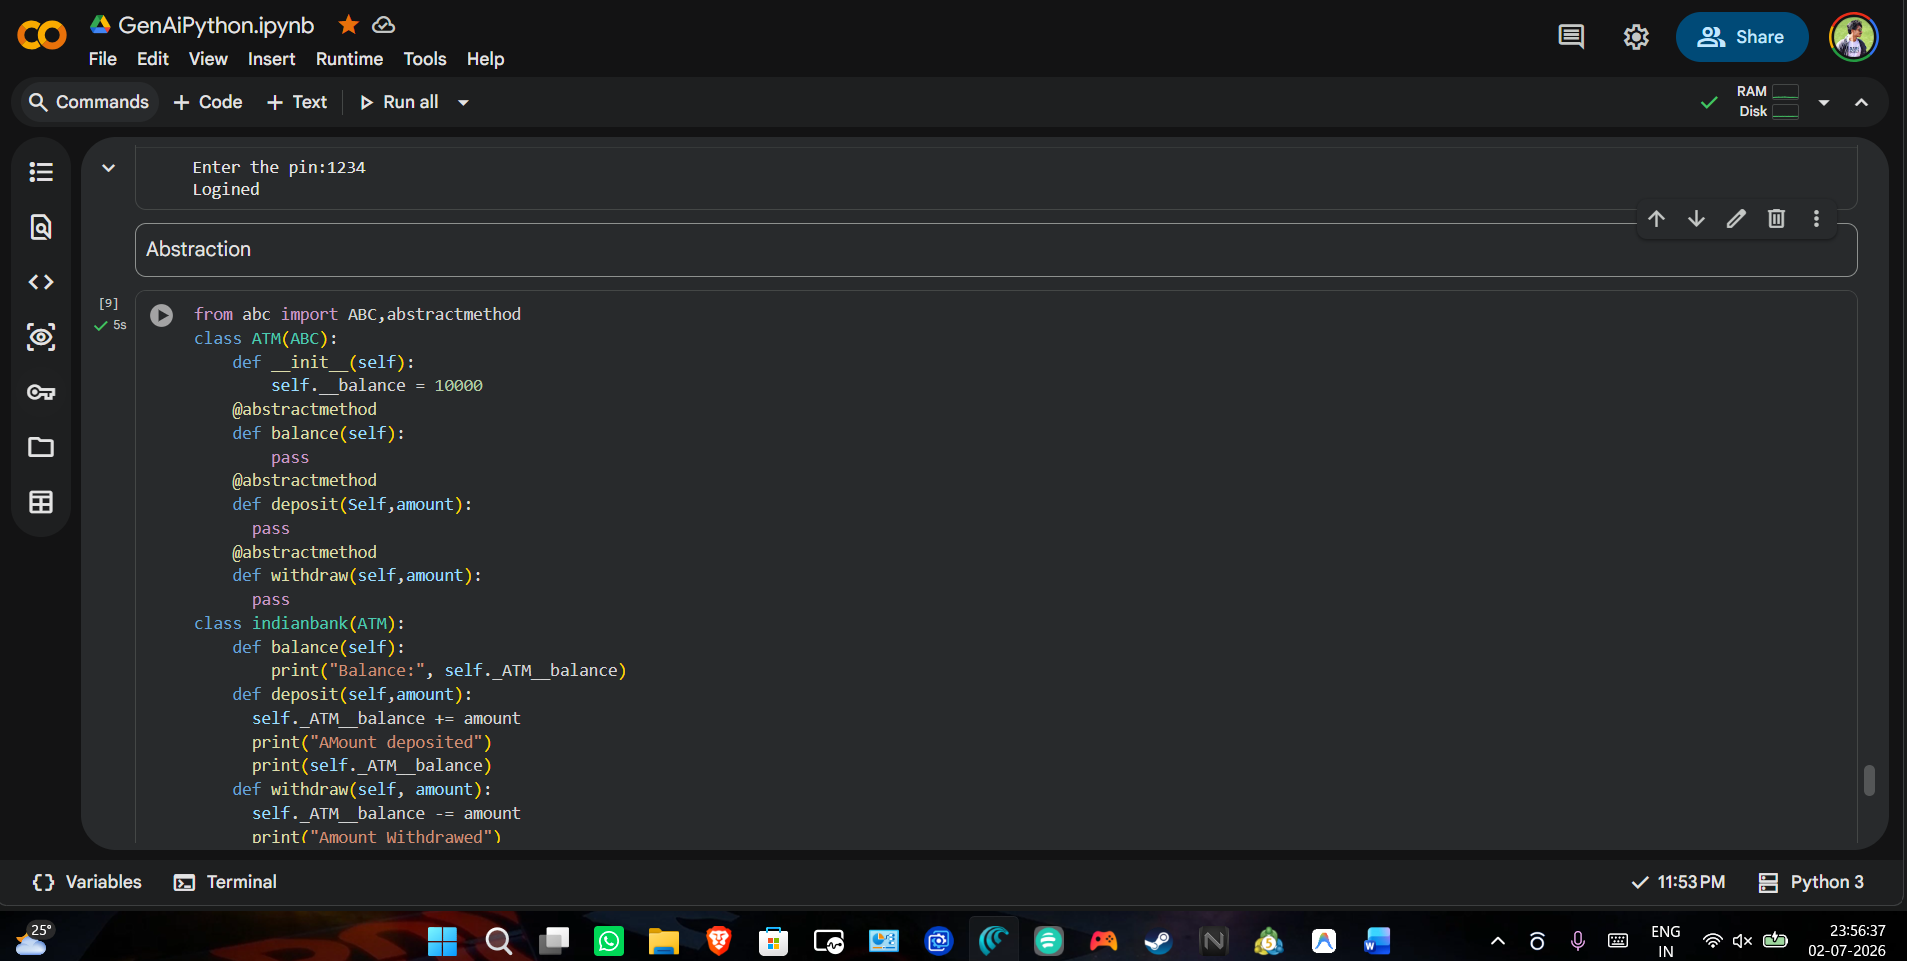 GenAiPython.ipynb
File Edit View Insert Runtime Tools Help
Share
Commands + Code + Text Run all
RAM
Disk
Enter the pin:1234
Logined
Abstraction
[9]
5s
from abc import ABC,abstractmethod
class ATM(ABC):
    def __init__(self):
        self.__balance = 10000
    @abstractmethod
    def balance(self):
        pass
    @abstractmethod
    def deposit(Self,amount):
      pass
    @abstractmethod
    def withdraw(self,amount):
      pass
class indianbank(ATM):
    def balance(self):
        print("Balance:", self._ATM__balance)
    def deposit(self,amount):
      self._ATM__balance += amount
      print("AMount deposited")
      print(self._ATM__balance)
    def withdraw(self, amount):
      self._ATM__balance -= amount
      print("Amount Withdrawed")
{} Variables Terminal
11:53 PM Python 3
25°
ENG
IN
23:56:37
02-07-2026